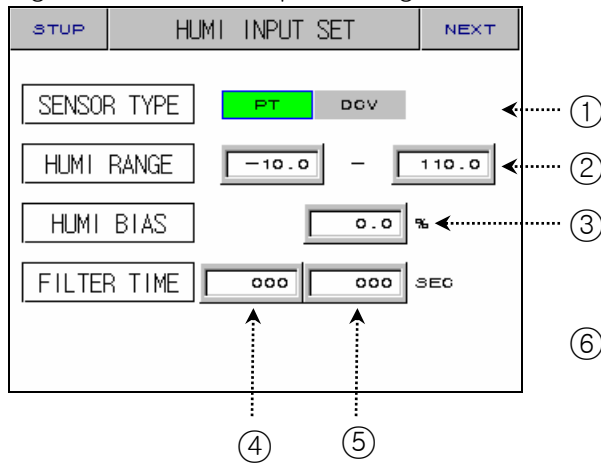 STUP HUMI INPUT SET NEXT
SENSOR TYPE PT DCV ①
HUMI RANGE -10.0 - 110.0 ②
HUMI BIAS 0.0 % ③
FILTER TIME 000 000 SEC
⑥
④ ⑤